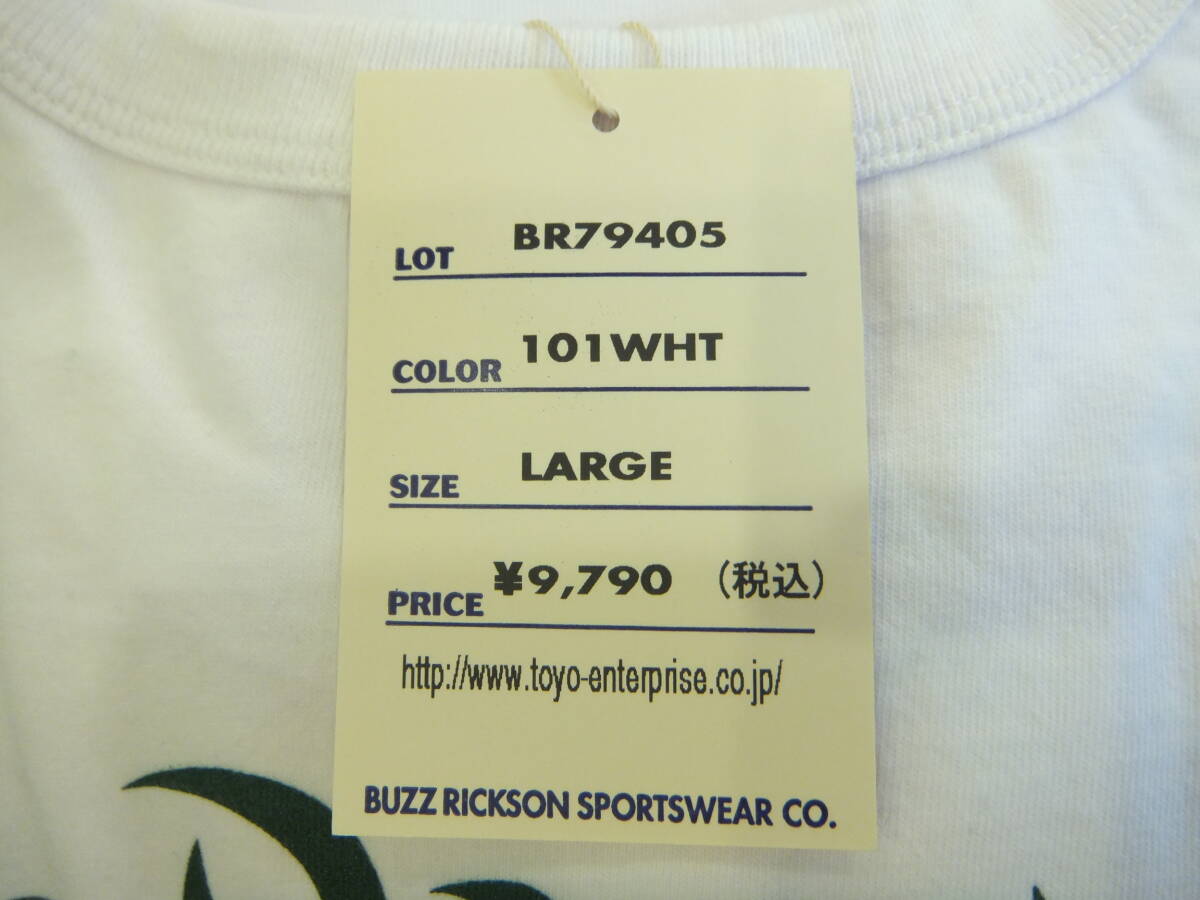 LOT BR79405
COLOR 101WHT
SIZE LARGE
PRICE ¥9,790 (税込)
http://www.toyo-enterprise.co.jp/
BUZZ RICKSON SPORTSWEAR CO.